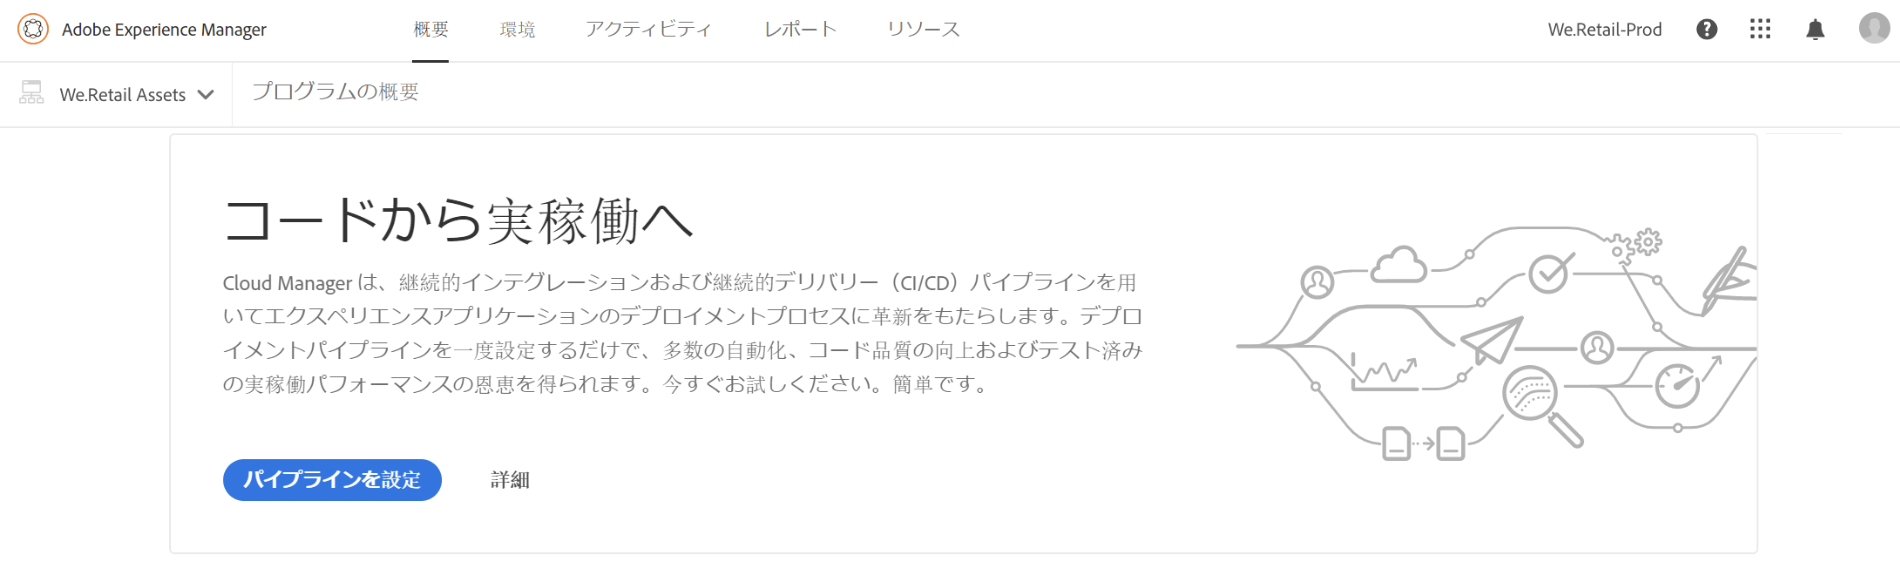 Adobe Experience Manager 概要 環境 アクティビティ レポート リソース We.Retail-Prod
We.Retail Assets プログラムの概要
コードから実稼働へ
Cloud Manager は、継続的インテグレーションおよび継続的デリバリー（CI/CD）パイプラインを用
いてエクスペリエンスアプリケーションのデプロイメントプロセスに革新をもたらします。デプロ
イメントパイプラインを一度設定するだけで、多数の自動化、コード品質の向上およびテスト済み
の実稼働パフォーマンスの恩恵を得られます。今すぐお試しください。簡単です。
パイプラインを設定 詳細